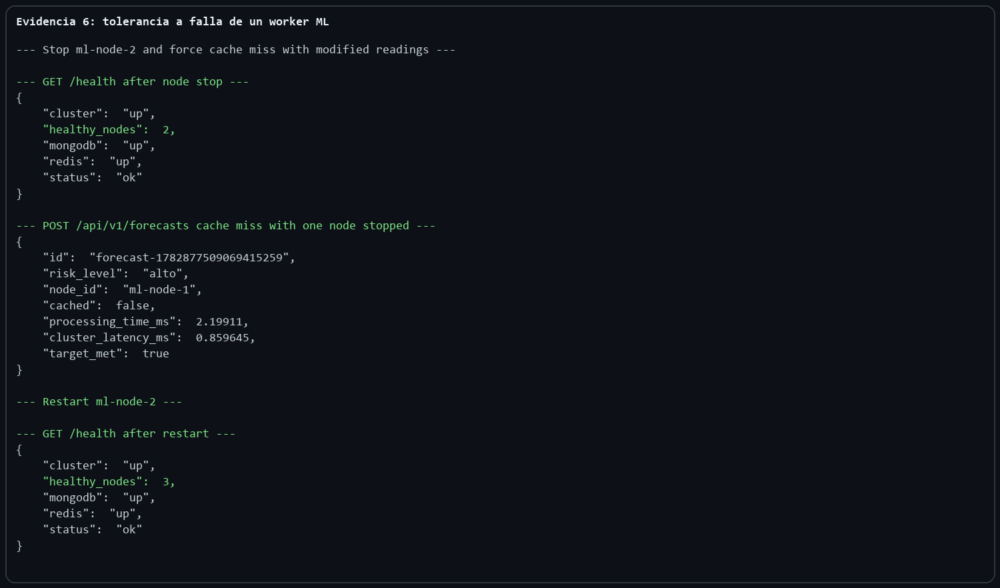 Evidencia 6: tolerancia a falla de un worker ML
--- Stop ml-node-2 and force cache miss with modified readings ---
--- GET /health after node stop ---
{
    "cluster":  "up",
    "healthy_nodes":  2,
    "mongodb":  "up",
    "redis":  "up",
    "status":  "ok"
}
--- POST /api/v1/forecasts cache miss with one node stopped ---
{
    "id":  "forecast-1782877509069415259",
    "risk_level":  "alto",
    "node_id":  "ml-node-1",
    "cached":  false,
    "processing_time_ms":  2.19911,
    "cluster_latency_ms":  0.859645,
    "target_met":  true
}
--- Restart ml-node-2 ---
--- GET /health after restart ---
{
    "cluster":  "up",
    "healthy_nodes":  3,
    "mongodb":  "up",
    "redis":  "up",
    "status":  "ok"
}